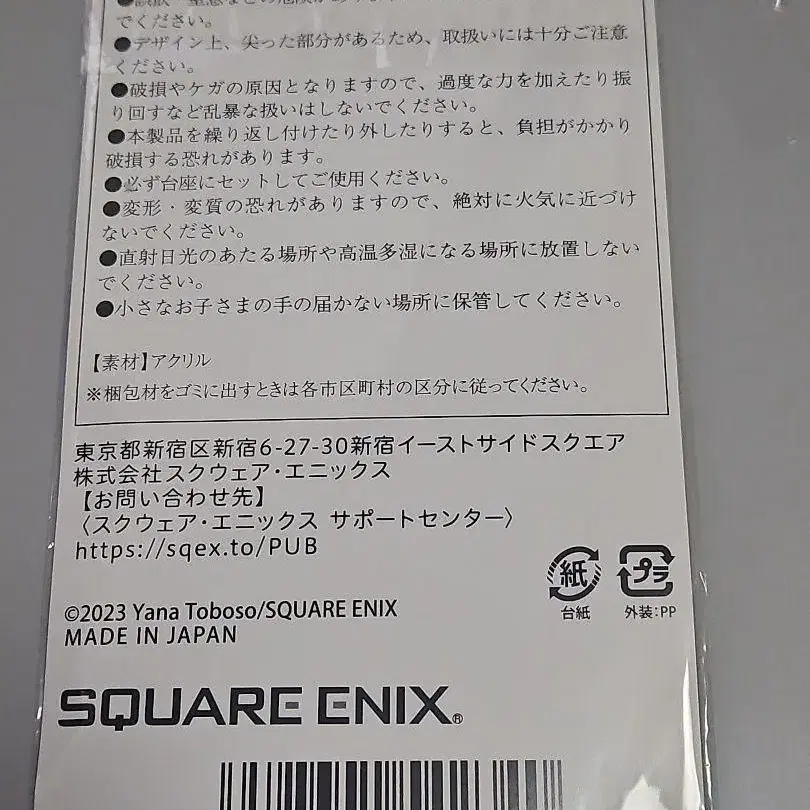 でください。
●デザイン上、尖った部分があるため、取扱いには十分ご注意
ください。
●破損やケガの原因となりますので、過度な力を加えたり振
り回すなど乱暴な扱いはしないでください。
●本製品を繰り返し付けたり外したりすると、負担がかかり
破損する恐れがあります。
●必ず台座にセットしてご使用ください。
●変形・変質の恐れがありますので、絶対に火気に近づけ
ないでください。
●直射日光のあたる場所や高温多湿になる場所に放置しない
でください。
●小さなお子さまの手の届かない場所に保管してください。
【素材】アクリル
※梱包材をゴミに出すときは各市区町村の区分に従ってください。
東京都新宿区新宿6-27-30新宿イーストサイドスクエア
株式会社スクウェア・エニックス
【お問い合わせ先】
〈スクウェア・エニックス サポートセンター〉
https://sqex.to/PUB
紙
プラ
台紙
外装:PP
©2023 Yana Toboso/SQUARE ENIX
MADE IN JAPAN
SQUARE ENIX®